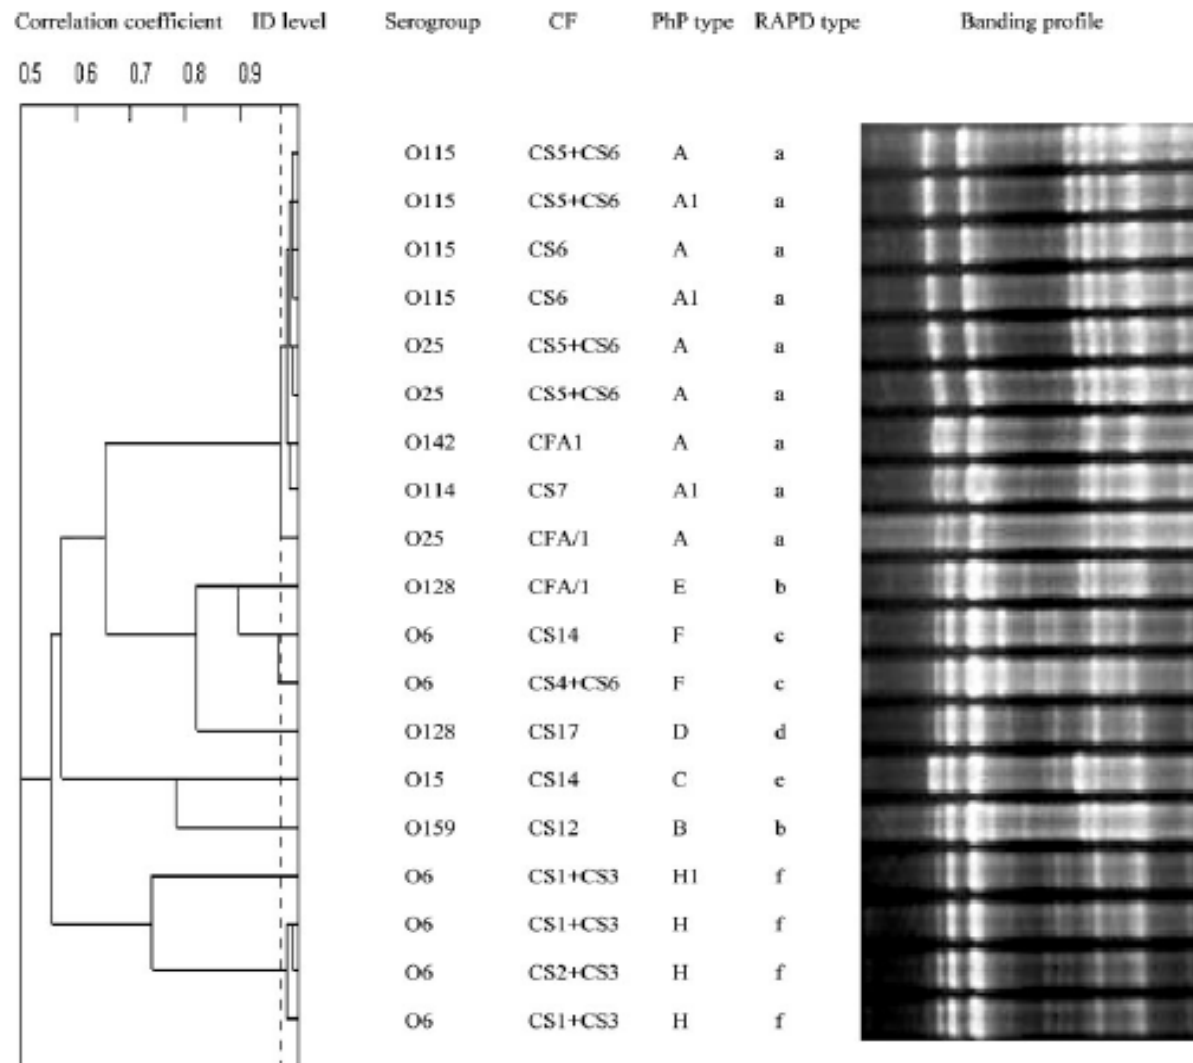 Correlation coefficient ID level Serogroup CF PhP type RAPD type Banding profile
0.5 0.6 0.7 0.8 0.9
O115 CS5+CS6 A a
O115 CS5+CS6 A1 a
O115 CS6 A a
O115 CS6 A1 a
O25 CS5+CS6 A a
O25 CS5+CS6 A a
O142 CFA1 A a
O114 CS7 A1 a
O25 CFA/1 A a
O128 CFA/1 E b
O6 CS14 F c
O6 CS4+CS6 F c
O128 CS17 D d
O15 CS14 C e
O159 CS12 B b
O6 CS1+CS3 H1 f
O6 CS1+CS3 H f
O6 CS2+CS3 H f
O6 CS1+CS3 H f